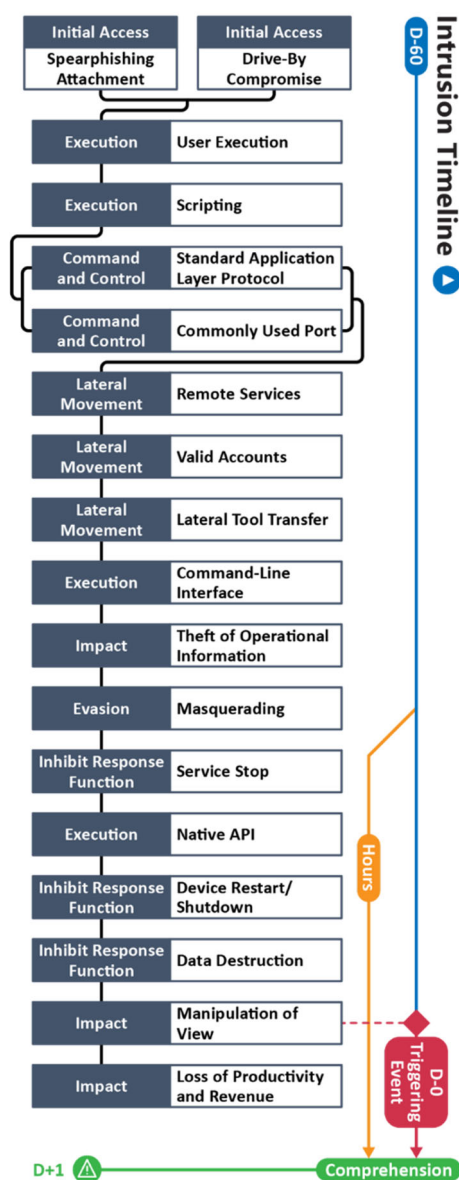 Initial Access
Spearphishing
Attachment
Initial Access
Drive-By
Compromise
D-60
Intrusion Timeline
Execution
User Execution
Execution
Scripting
Command
and Control
Standard Application
Layer Protocol
Command
and Control
Commonly Used Port
Lateral
Movement
Remote Services
Lateral
Movement
Valid Accounts
Lateral
Movement
Lateral Tool Transfer
Execution
Command-Line
Interface
Impact
Theft of Operational
Information
Evasion
Masquerading
Inhibit Response
Function
Service Stop
Execution
Native API
Hours
Inhibit Response
Function
Device Restart/
Shutdown
Inhibit Response
Function
Data Destruction
Impact
Manipulation of
View
D-0
Triggering
Event
Impact
Loss of Productivity
and Revenue
D+1
Comprehension